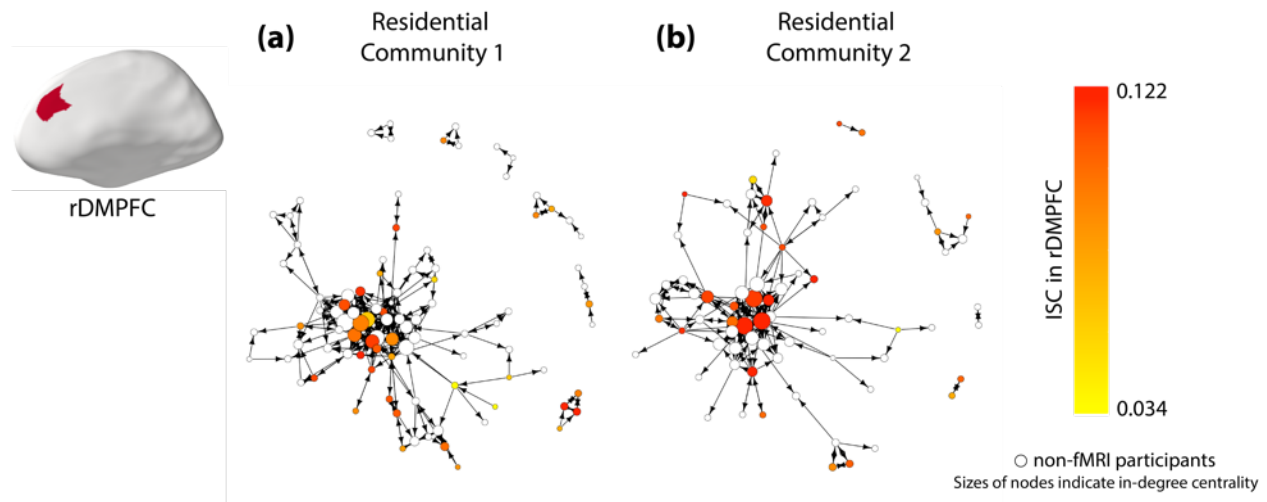 (a)
Residential
Community 1
(b)
Residential
Community 2
rDMPFC
0.122
ISC in rDMPFC
0.034
non-fMRI participants
Sizes of nodes indicate in-degree centrality